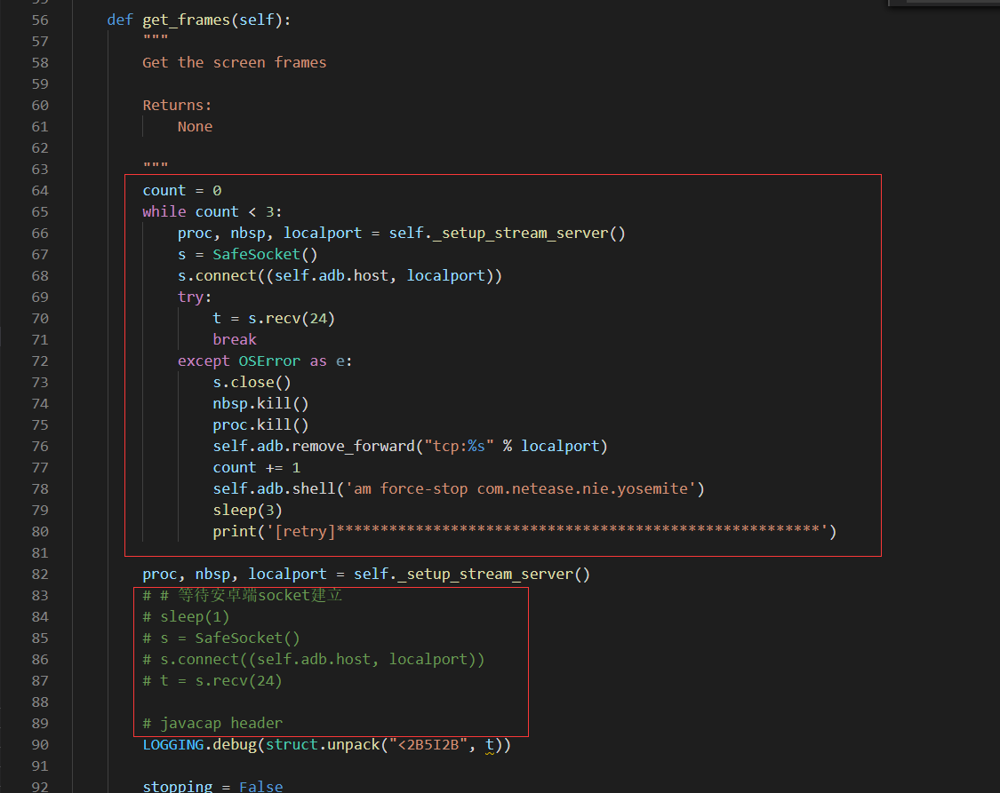 56 def get_frames(self):
57 """
58 Get the screen frames
59
60 Returns:
61 None
62
63 """
64 count = 0
65 while count < 3:
66 proc, nbsp, localport = self._setup_stream_server()
67 s = SafeSocket()
68 s.connect((self.adb.host, localport))
69 try:
70 t = s.recv(24)
71 break
72 except OSError as e:
73 s.close()
74 nbsp.kill()
75 proc.kill()
76 self.adb.remove_forward("tcp:%s" % localport)
77 count += 1
78 self.adb.shell('am force-stop com.netease.nie.yosemite')
79 sleep(3)
80 print('[retry]*******************************************************')
81
82 proc, nbsp, localport = self._setup_stream_server()
83 # # 等待安卓端socket建立
84 # sleep(1)
85 # s = SafeSocket()
86 # s.connect((self.adb.host, localport))
87 # t = s.recv(24)
88
89 # javacap header
90 LOGGING.debug(struct.unpack("<2B5I2B", t))
91
92 stopping = False